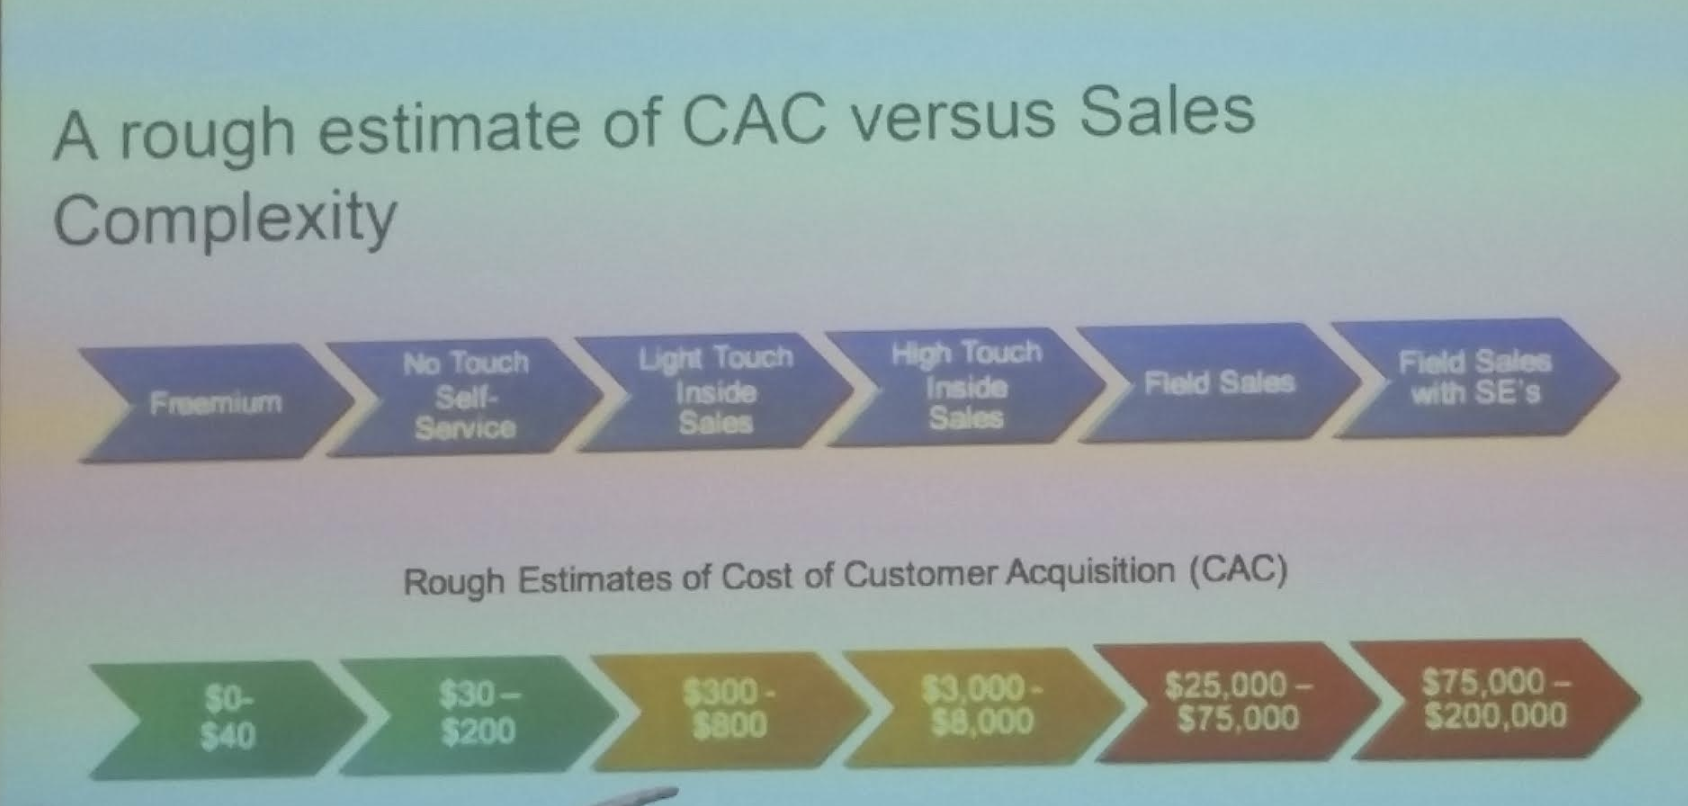 A rough estimate of CAC versus Sales
Complexity
Freemium
No Touch
Self-
Service
Light Touch
Inside
Sales
High Touch
Inside
Sales
Field Sales
Field Sales
with SE's
Rough Estimates of Cost of Customer Acquisition (CAC)
$0-
$40
$30 –
$200
$300 -
$800
$3,000 -
$8,000
$25,000 –
$75,000
$75,000 –
$200,000